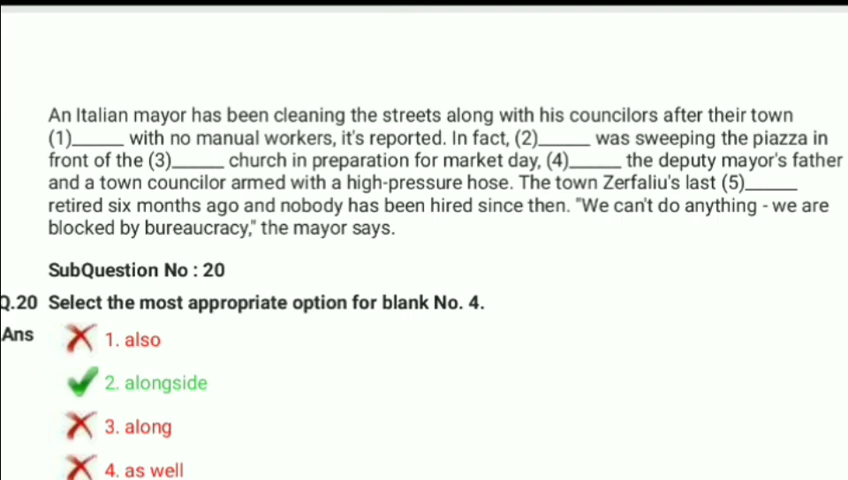 An Italian mayor has been cleaning the streets along with his councilors after their town
(1)_____ with no manual workers, it's reported. In fact, (2)_____ was sweeping the piazza in
front of the (3)_____ church in preparation for market day, (4)_____ the deputy mayor's father
and a town councilor armed with a high-pressure hose. The town Zerfaliu's last (5)_____
retired six months ago and nobody has been hired since then. "We can't do anything - we are
blocked by bureaucracy," the mayor says.
SubQuestion No : 20
Q.20 Select the most appropriate option for blank No. 4.
Ans 1. also
2. alongside
3. along
4. as well